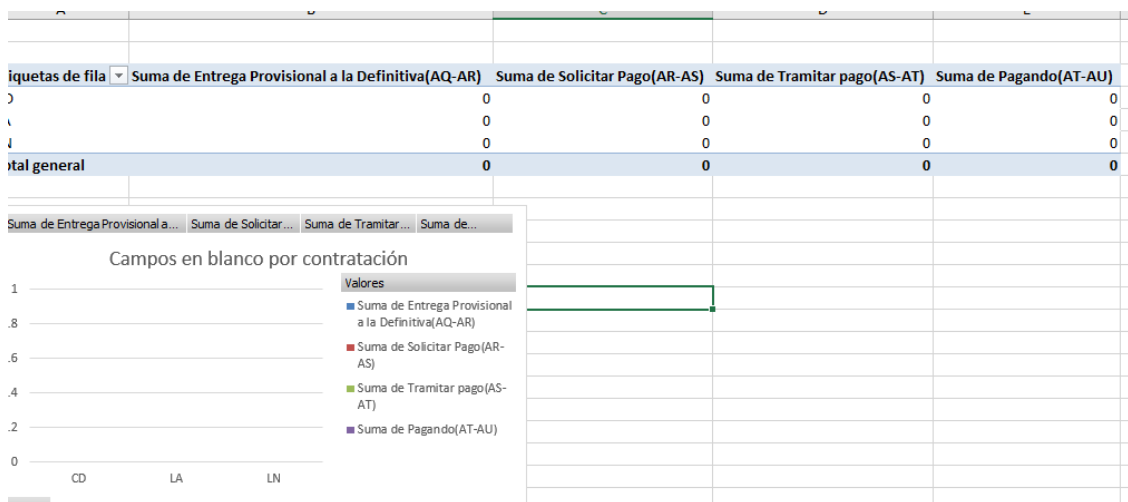 iquetas de fila Suma de Entrega Provisional a la Definitiva(AQ-AR) Suma de Solicitar Pago(AR-AS) Suma de Tramitar pago(AS-AT) Suma de Pagando(AT-AU)
0 0 0 0
0 0 0 0
N 0 0 0 0
otal general 0 0 0 0
Suma de Entrega Provisional a... Suma de Solicitar... Suma de Tramitar... Suma de...
Campos en blanco por contratación
Valores
Suma de Entrega Provisional
a la Definitiva(AQ-AR)
Suma de Solicitar Pago(AR-
AS)
Suma de Tramitar pago(AS-
AT)
Suma de Pagando(AT-AU)
1
.8
.6
.4
.2
0
CD LA LN